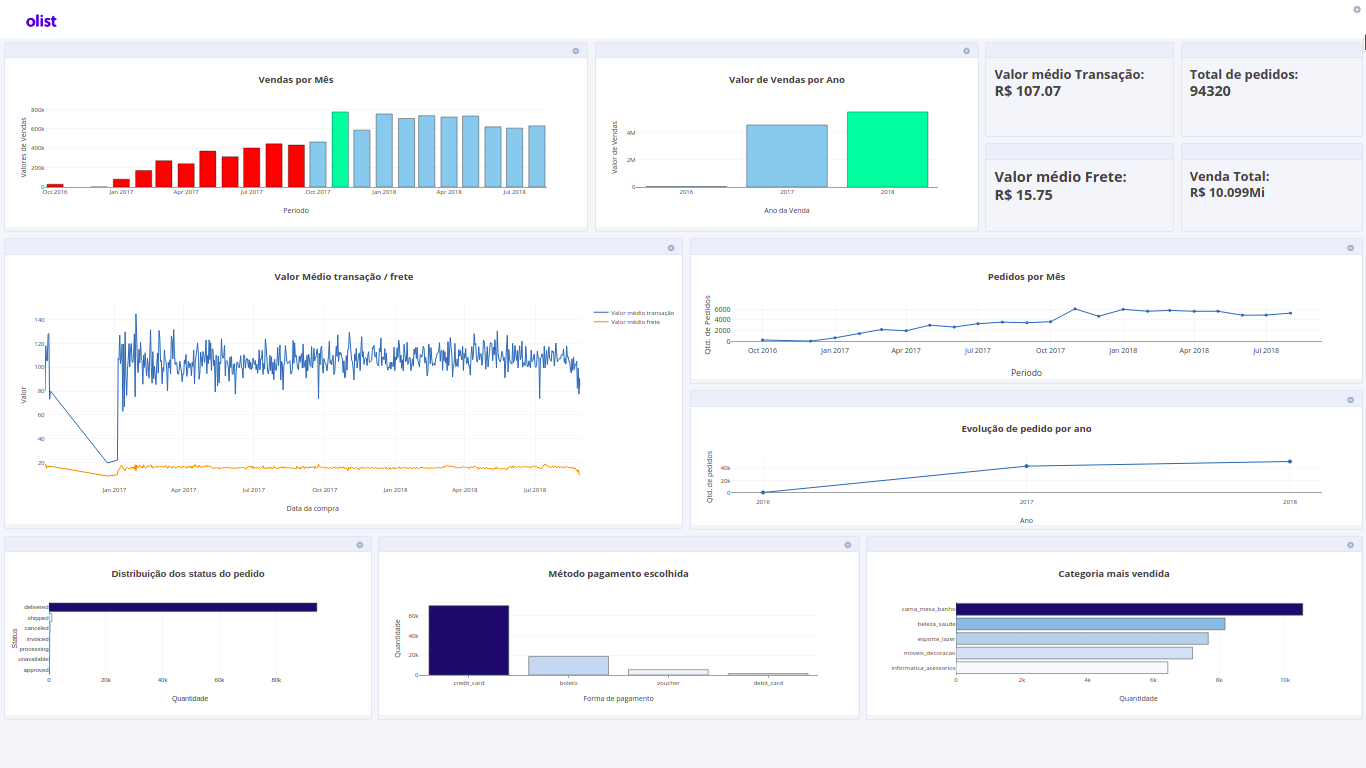 olist
Vendas por Mês
Valores de Vendas
800k
600k
400k
200k
0
Oct 2016
Jan 2017
Apr 2017
Jul 2017
Oct 2017
Jan 2018
Apr 2018
Jul 2018
Periodo
Valor de Vendas por Ano
Valor de Vendas
4M
2M
0
2016
2017
2018
Ano da Venda
Valor médio Transação:
R$ 107.07
Total de pedidos:
94320
Valor médio Frete:
R$ 15.75
Venda Total:
R$ 10.099Mi
Valor Médio transação / frete
Valor
140
120
100
80
60
40
20
Jan 2017
Apr 2017
Jul 2017
Oct 2017
Jan 2018
Apr 2018
Jul 2018
Data da compra
Valor médio transação
Valor médio frete
Pedidos por Mês
Qtd. de Pedidos
6000
4000
2000
0
Oct 2016
Jan 2017
Apr 2017
Jul 2017
Oct 2017
Jan 2018
Apr 2018
Jul 2018
Periodo
Evolução de pedido por ano
Qtd. de pedidos
40k
20k
0
2016
2017
2018
Ano
Distribuição dos status do pedido
Status
delivered
shipped
canceled
invoiced
processing
unavailable
approved
0
20k
40k
60k
80k
Quantidade
Método pagamento escolhida
Quantidade
60k
40k
20k
0
credit_card
boleto
voucher
debit_card
Forma de pagamento
Categoria mais vendida
cama_mesa_banho
beleza_saude
esporte_lazer
moveis_decoracao
informatica_acessorios
0
2k
4k
6k
8k
10k
Quantidade